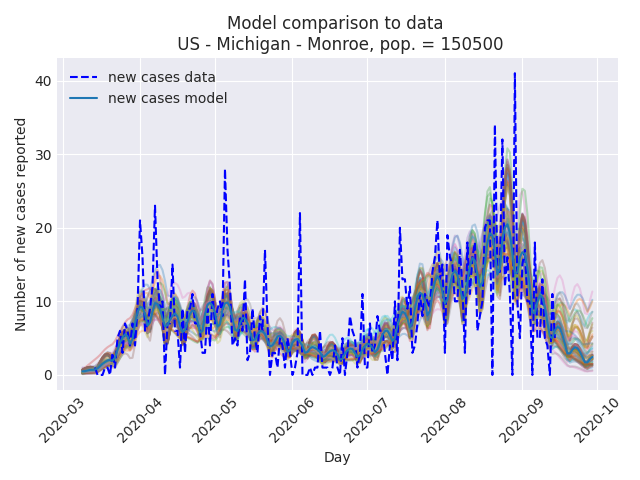 Model comparison to data
US - Michigan - Monroe, pop. = 150500
new cases data
new cases model
Number of new cases reported
40
30
20
10
0
2020-03
2020-04
2020-05
2020-06
2020-07
2020-08
2020-09
2020-10
Day